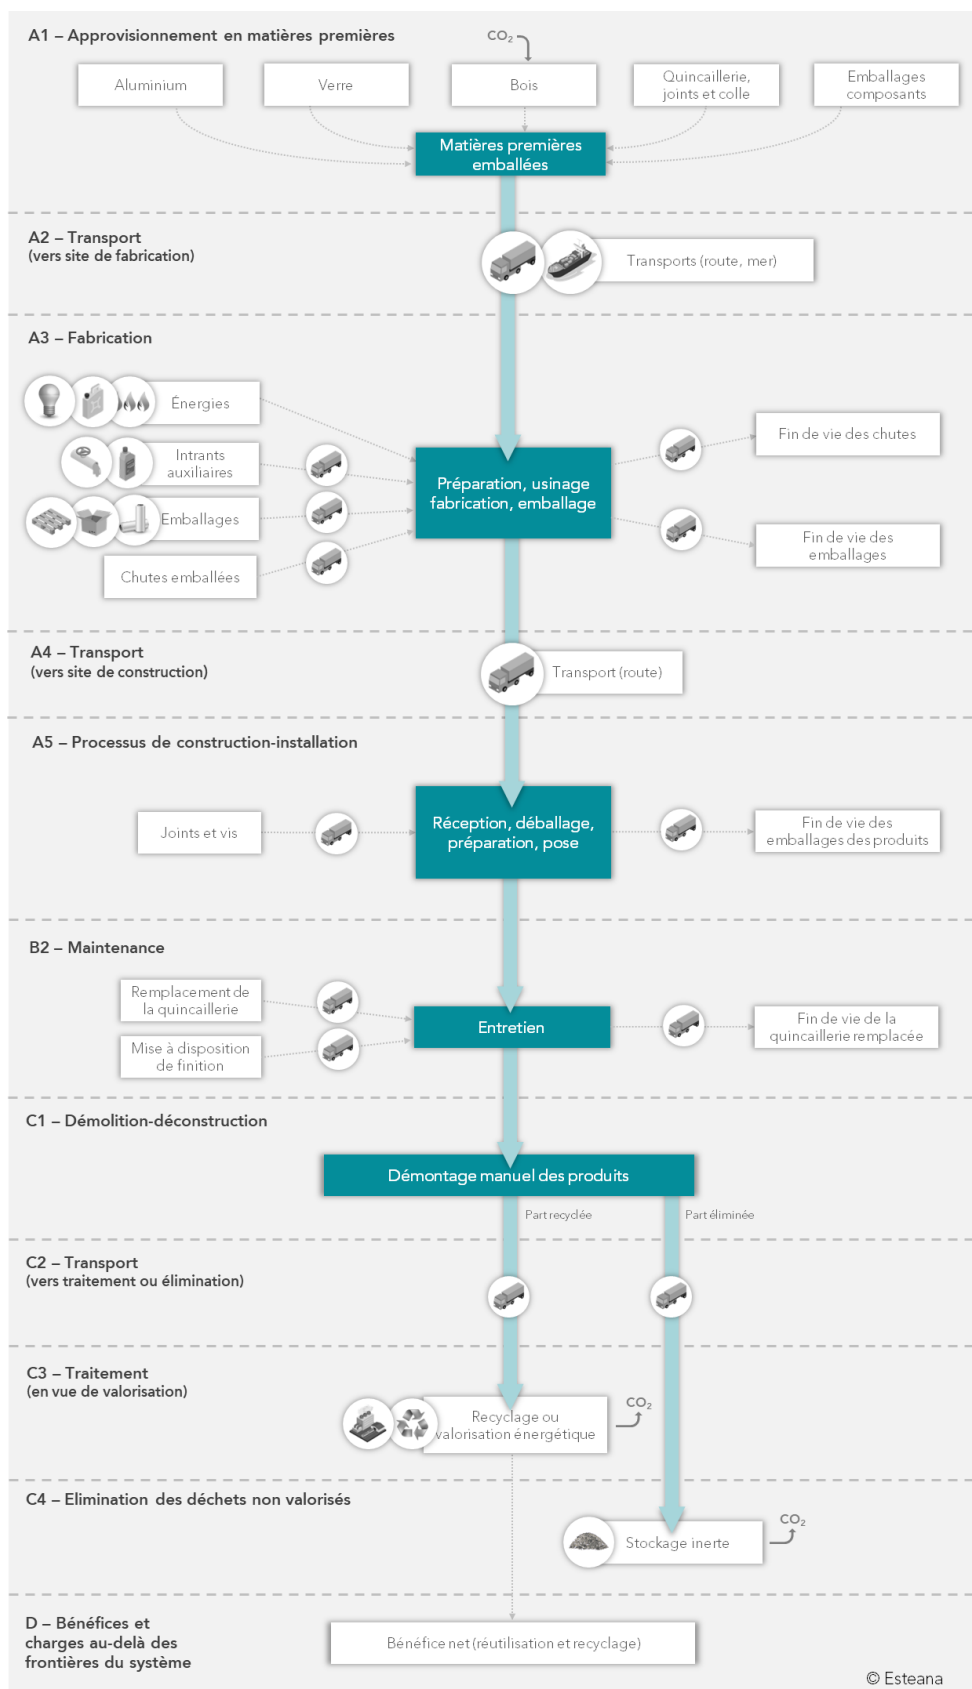 A1 – Approvisionnement en matières premières
CO₂
Aluminium
Verre
Bois
Quincaillerie,
joints et colle
Emballages
composants
Matières premières
emballées
A2 – Transport
(vers site de fabrication)
Transports (route, mer)
A3 – Fabrication
Énergies
Intrants
auxiliaires
Emballages
Chutes emballées
Préparation, usinage
fabrication, emballage
Fin de vie des chutes
Fin de vie des
emballages
A4 – Transport
(vers site de construction)
Transport (route)
A5 – Processus de construction-installation
Joints et vis
Réception, déballage,
préparation, pose
Fin de vie des
emballages des produits
B2 – Maintenance
Remplacement de
la quincaillerie
Mise à disposition
de finition
Entretien
Fin de vie de la
quincaillerie remplacée
C1 – Démolition-déconstruction
Démontage manuel des produits
Part recyclée
Part éliminée
C2 – Transport
(vers traitement ou élimination)
C3 – Traitement
(en vue de valorisation)
Recyclage ou
valorisation énergétique
CO₂
C4 – Elimination des déchets non valorisés
Stockage inerte
CO₂
D – Bénéfices et
charges au-delà des
frontières du système
Bénéfice net (réutilisation et recyclage)
© Esteana